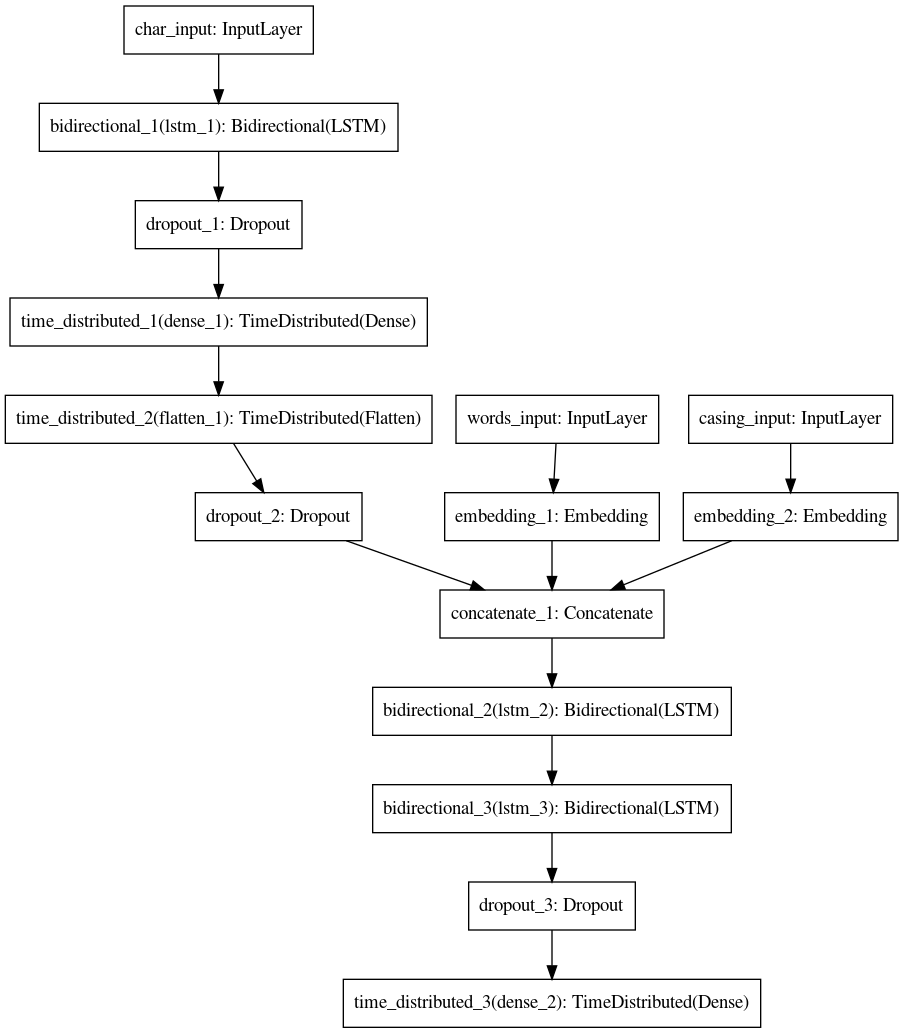 char_input: InputLayer
bidirectional_1(lstm_1): Bidirectional(LSTM)
dropout_1: Dropout
time_distributed_1(dense_1): TimeDistributed(Dense)
time_distributed_2(flatten_1): TimeDistributed(Flatten)
words_input: InputLayer
casing_input: InputLayer
dropout_2: Dropout
embedding_1: Embedding
embedding_2: Embedding
concatenate_1: Concatenate
bidirectional_2(lstm_2): Bidirectional(LSTM)
bidirectional_3(lstm_3): Bidirectional(LSTM)
dropout_3: Dropout
time_distributed_3(dense_2): TimeDistributed(Dense)